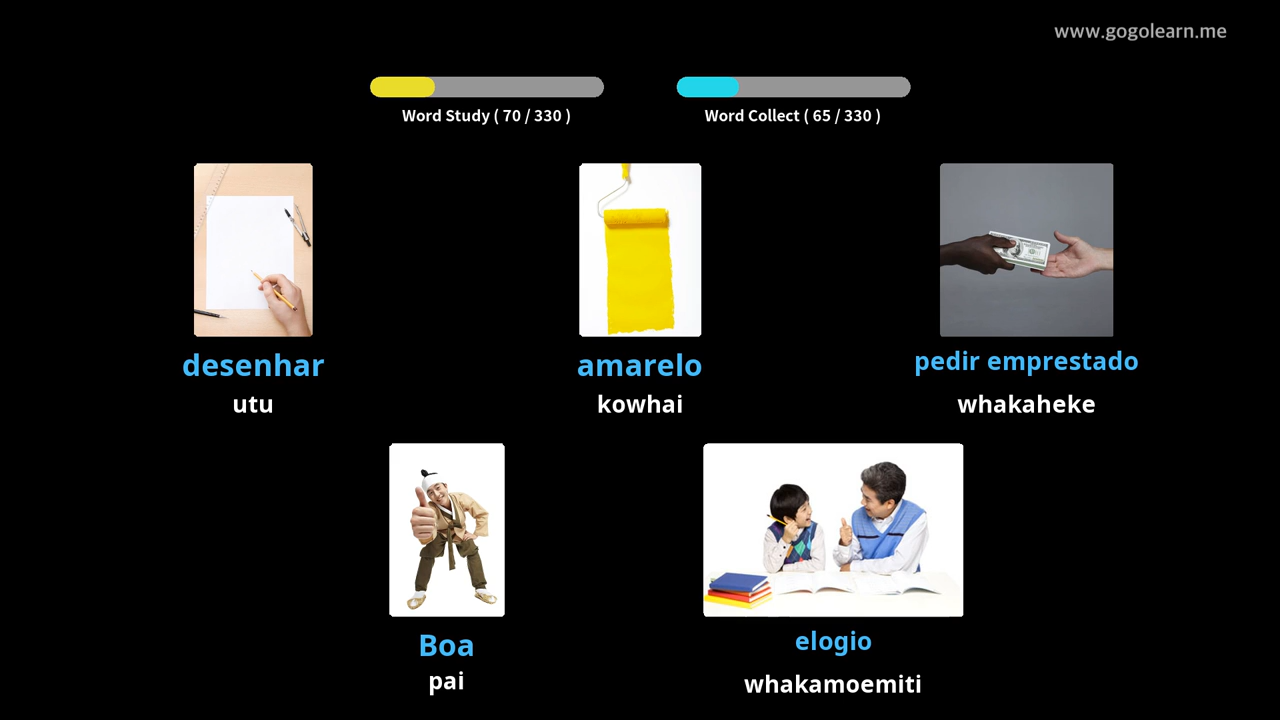 www.gogolearn.me
Word Study ( 70 / 330 )
Word Collect ( 65 / 330 )
desenhar
utu
amarelo
kowhai
pedir emprestado
whakaheke
Boa
pai
elogio
whakamoemiti